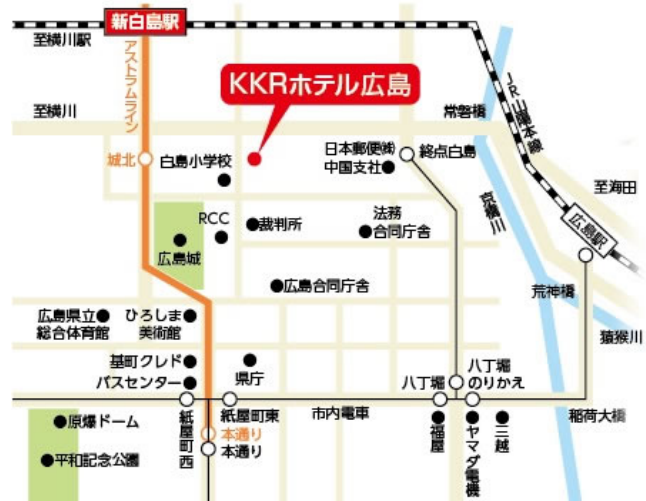 新白島駅
至横川駅
アストラムライン
KKRホテル広島
JR山陽本線
至横川
常磐橋
城北
白島小学校
日本郵便㈱
中国支社
終点白島
至海田
京橋川
広島駅
RCC
裁判所
法務
合同庁舎
広島城
広島合同庁舎
荒神橋
猿猴川
広島県立
総合体育館
ひろしま
美術館
基町クレド
バスセンター
県庁
八丁堀
八丁堀
のりかえ
紙屋町西
紙屋町東
市内電車
稲荷大橋
原爆ドーム
本通り
本通り
平和記念公園
福屋
ヤマダ電機
三越